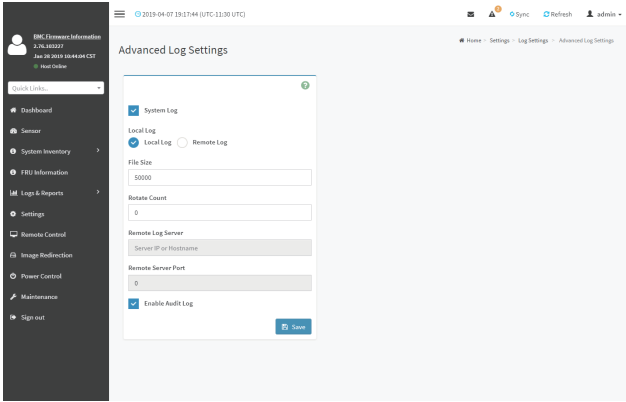 BMC Firmware Information
2.76.103227
Jan 28 2019 10:44:04 CST
Host Online
Quick Links...
Dashboard
Sensor
System Inventory
FRU Information
Logs & Reports
Settings
Remote Control
Image Redirection
Power Control
Maintenance
Sign out
2019-04-07 19:17:44 (UTC-11:30 UTC)
Sync
Refresh
admin
Advanced Log Settings
Home > Settings > Log Settings > Advanced Log Settings
System Log
Local Log
Local Log Remote Log
File Size
50000
Rotate Count
0
Remote Log Server
Server IP or Hostname
Remote Server Port
0
Enable Audit Log
Save